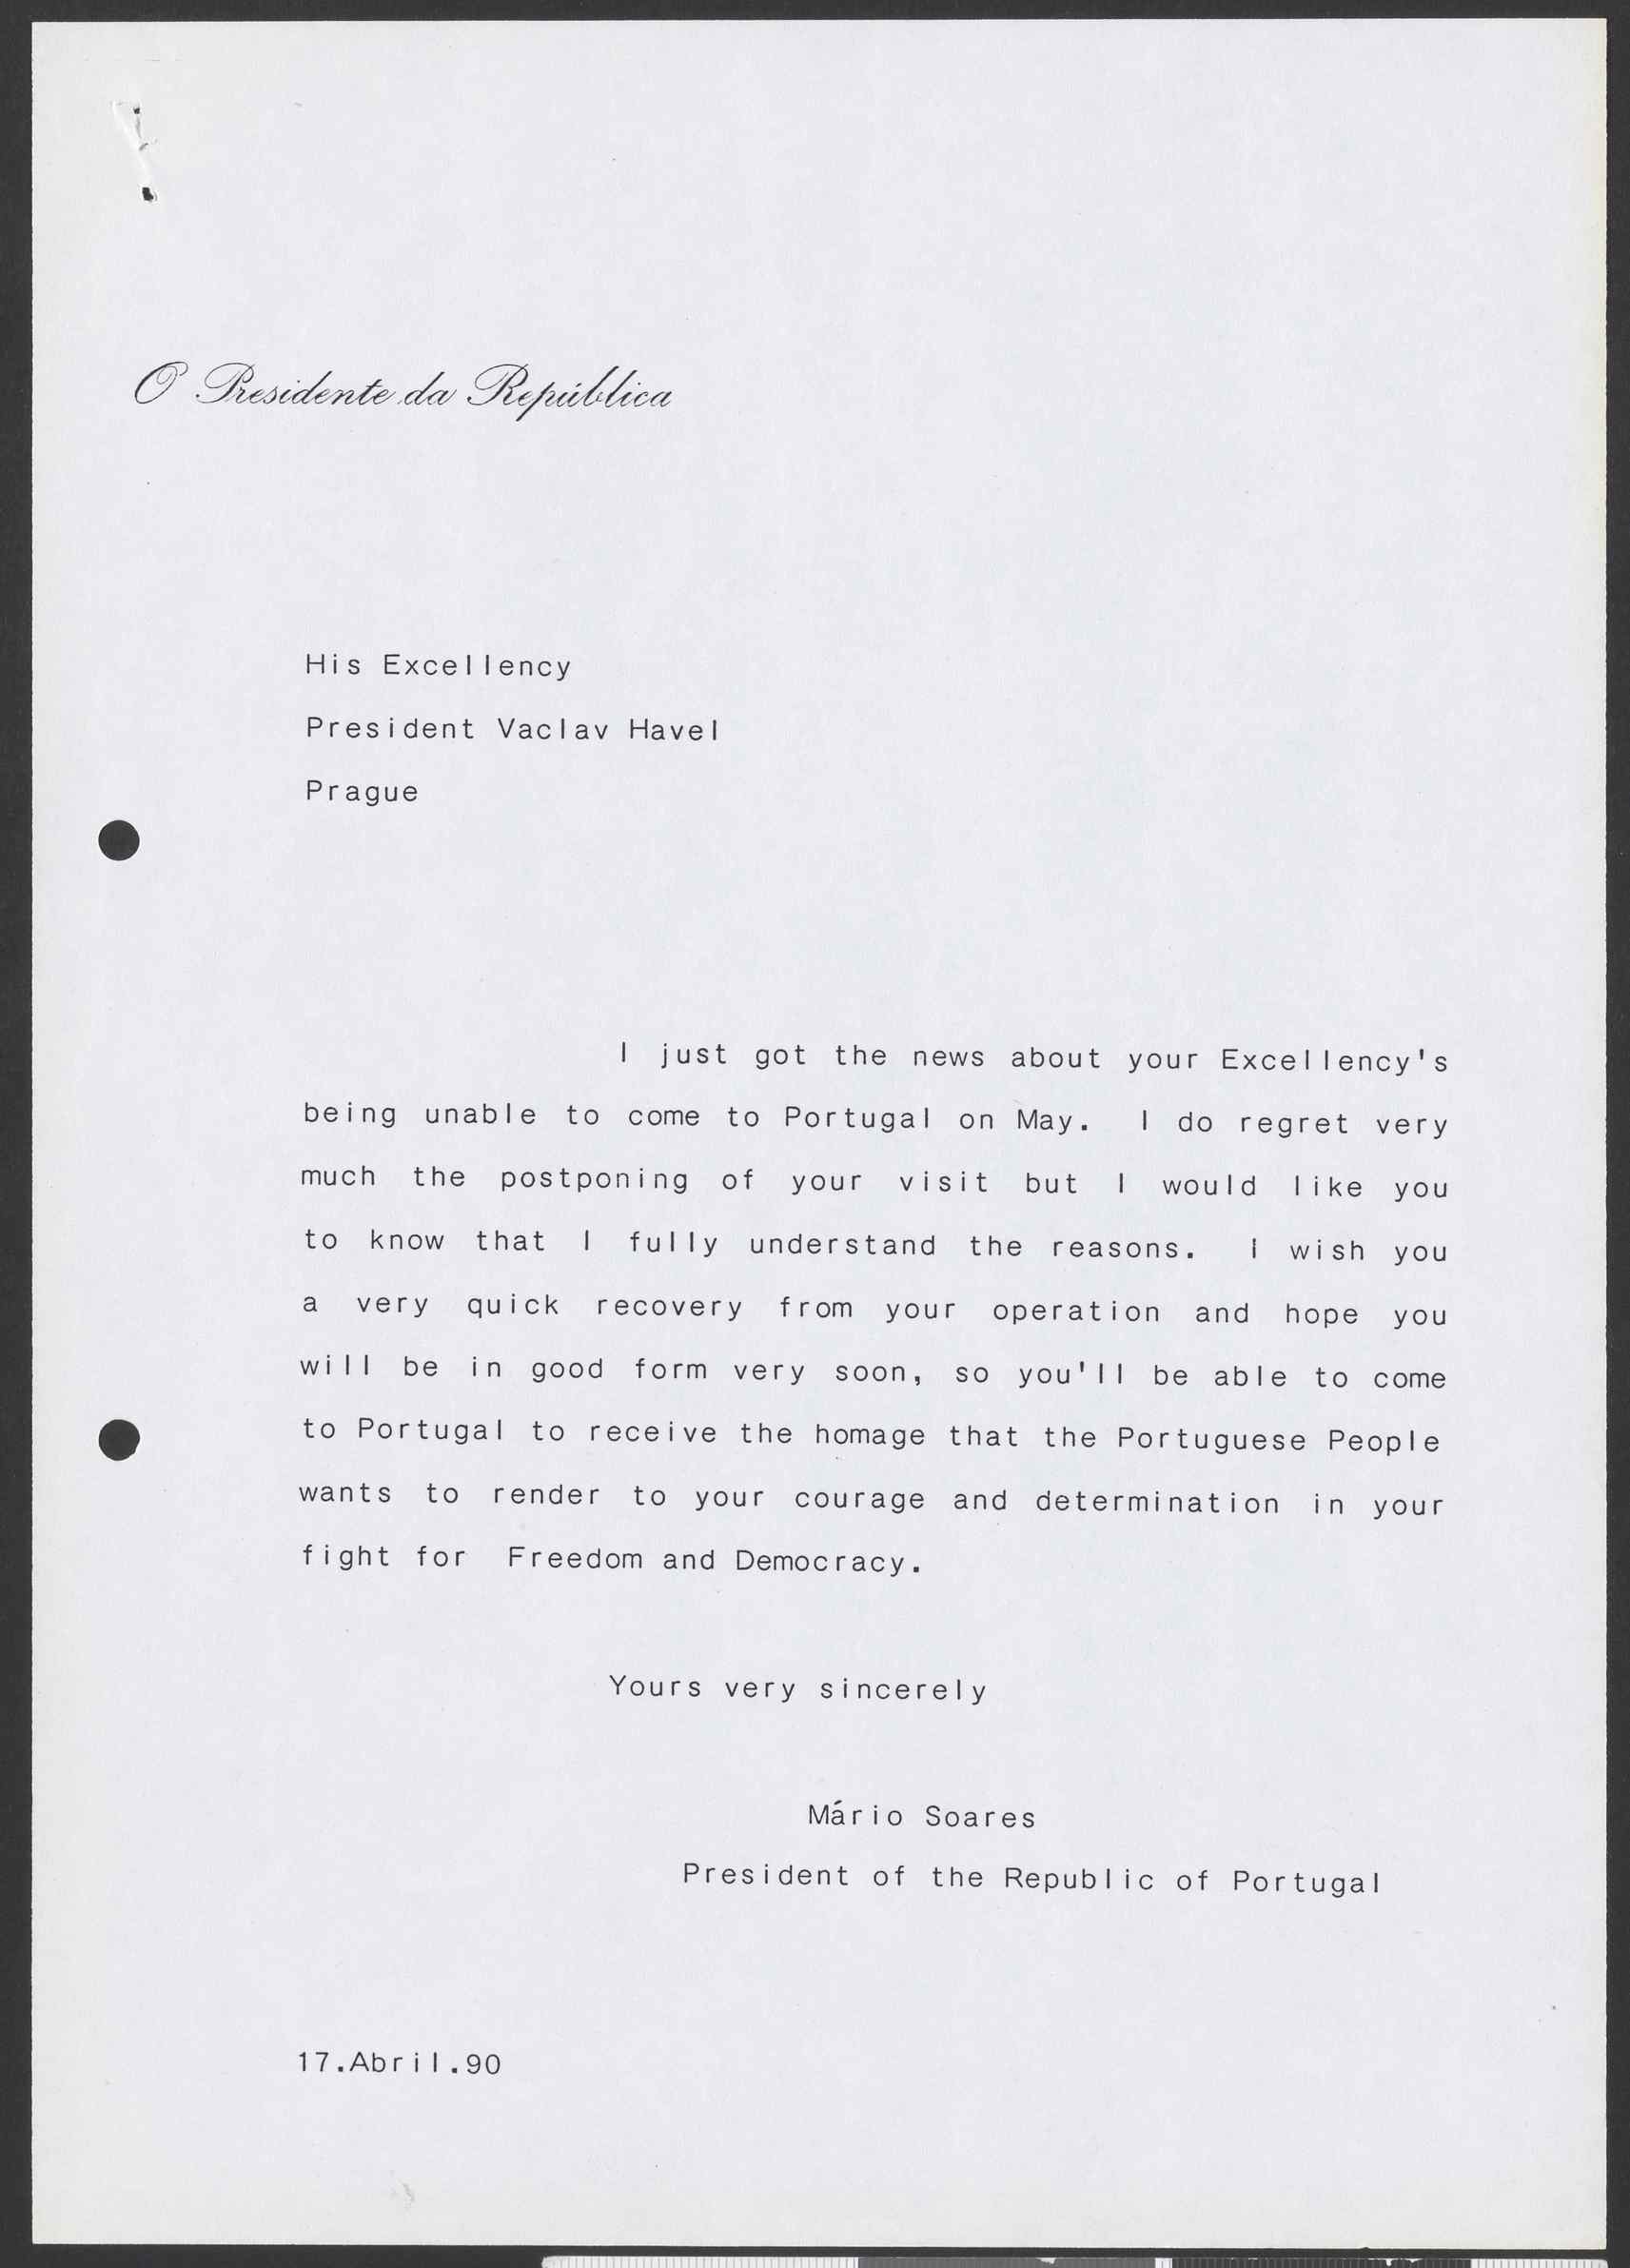 O Presidente da República
His Excellency
President Vaclav Havel
Prague
I just got the news about your Excellency's
being unable to come to Portugal on May. I do regret very
much the postponing of your visit but I would like you
to know that I fully understand the reasons. I wish you
a very quick recovery from your operation and hope you
will be in good form very soon, so you'll be able to come
to Portugal to receive the homage that the Portuguese People
wants to render to your courage and determination in your
fight for Freedom and Democracy.
Yours very sincerely
Mário Soares
President of the Republic of Portugal
17.Abril.90